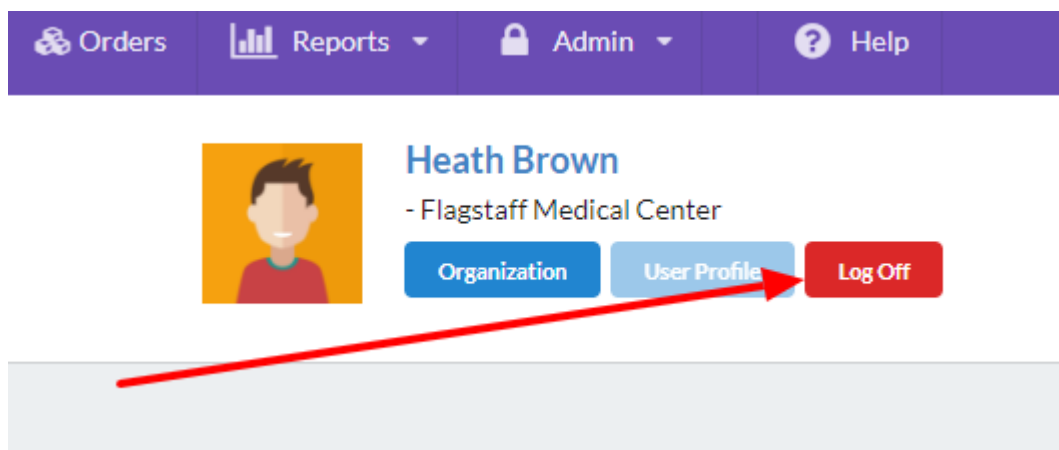 Orders Reports Admin Help
Heath Brown
- Flagstaff Medical Center
Organization User Profile Log Off